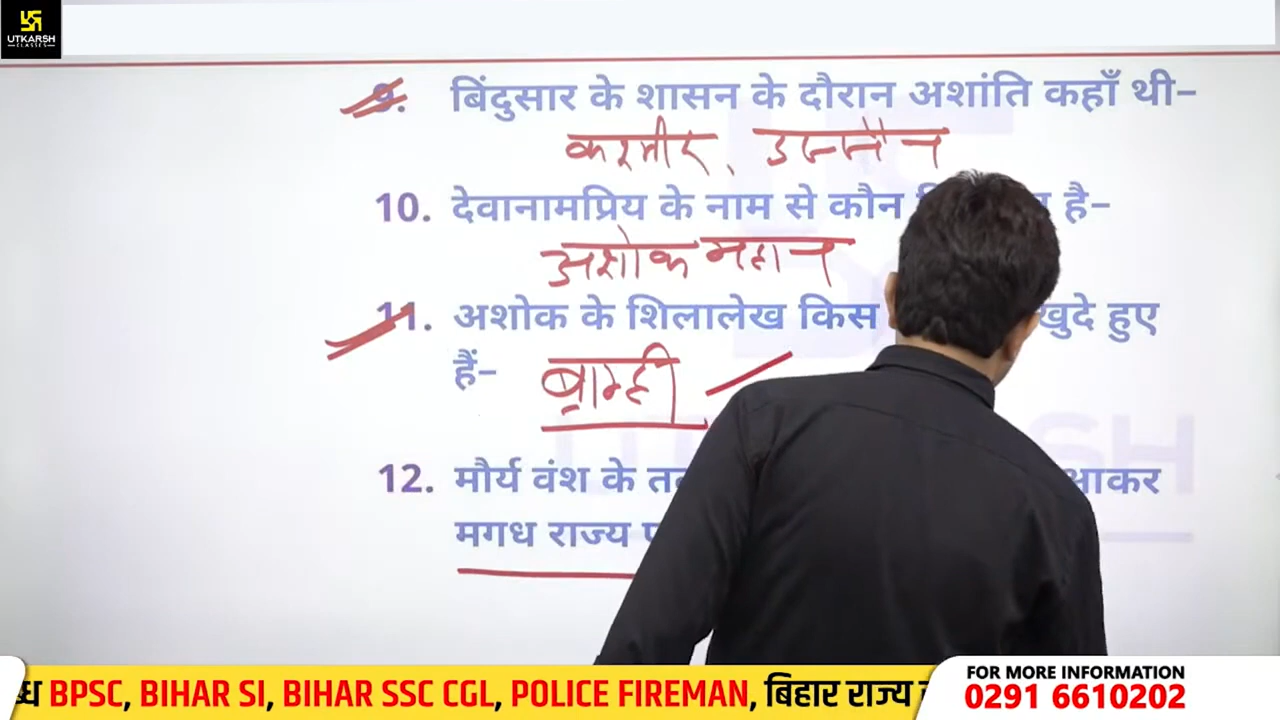 UTKARSH
CLASSES
9. बिंदुसार के शासन के दौरान अशांति कहाँ थी–
कश्मीर, उज्जैन
10. देवानामप्रिय के नाम से कौन है–
अशोक महान
11. अशोक के शिलालेख किस खुदे हुए
हैं–
ब्राम्ही
12. मौर्य वंश के आकर
मगध राज्य
BPSC, BIHAR SI, BIHAR SSC CGL, POLICE FIREMAN, बिहार राज्य
FOR MORE INFORMATION
0291 6610202